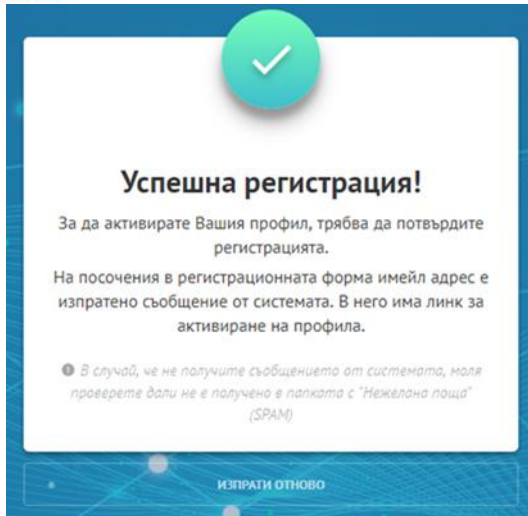 Успешна регистрация!
За да активирате Вашия профил, трябва да потвърдите
регистрацията.
На посочения в регистрационната форма имейл адрес е
изпратено съобщение от системата. В него има линк за
активиране на профила.
В случай, че не получите съобщението от системата, моля
проверете дали не е получено в папката с "Нежелана поща"
(SPAM)
ИЗПРАТИ ОТНОВО